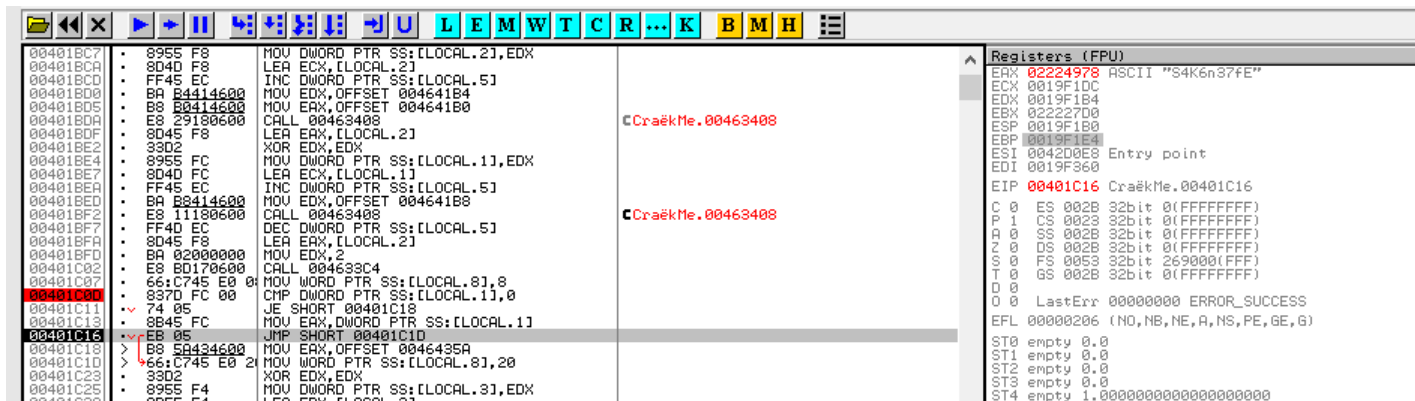 L E M W T C R ... K B M H
00401BC7 · 8955 F8 MOV DWORD PTR SS:[LOCAL.2],EDX
00401BCA · 8D4D F8 LEA ECX,[LOCAL.2]
00401BCD · FF45 EC INC DWORD PTR SS:[LOCAL.5]
00401BD0 · BA B4414600 MOV EDX,OFFSET 004641B4
00401BD5 · B8 B0414600 MOV EAX,OFFSET 004641B0
00401BDA · E8 29180600 CALL 00463408 CCraëkMe.00463408
00401BDF · 8D45 F8 LEA EAX,[LOCAL.2]
00401BE2 · 33D2 XOR EDX,EDX
00401BE4 · 8955 FC MOV DWORD PTR SS:[LOCAL.1],EDX
00401BE7 · 8D4D FC LEA ECX,[LOCAL.1]
00401BEA · FF45 EC INC DWORD PTR SS:[LOCAL.5]
00401BED · BA B8414600 MOV EDX,OFFSET 004641B8
00401BF2 · E8 11180600 CALL 00463408 CCraëkMe.00463408
00401BF7 · FF4D EC DEC DWORD PTR SS:[LOCAL.5]
00401BFA · 8D45 F8 LEA EAX,[LOCAL.2]
00401BFD · BA 02000000 MOV EDX,2
00401C02 · E8 BD170600 CALL 004633C4
00401C07 · 66:C745 E0 08 MOV WORD PTR SS:[LOCAL.8],8
00401C0D · 837D FC 00 CMP DWORD PTR SS:[LOCAL.1],0
00401C11 · 74 05 JE SHORT 00401C18
00401C13 · 8B45 FC MOV EAX,DWORD PTR SS:[LOCAL.1]
00401C16 · EB 05 JMP SHORT 00401C1D
00401C18 > B8 5A434600 MOV EAX,OFFSET 0046435A
00401C1D > 66:C745 E0 20 MOV WORD PTR SS:[LOCAL.8],20
00401C23 · 33D2 XOR EDX,EDX
00401C25 · 8955 F4 MOV DWORD PTR SS:[LOCAL.3],EDX
Registers (FPU)
EAX 02224978 ASCII "S4K6n37fE"
ECX 0019F1DC
EDX 0019F1B4
EBX 022227D0
ESP 0019F1B0
EBP 0019F1E4
ESI 0042D0E8 Entry point
EDI 0019F360
EIP 00401C16 CraëkMe.00401C16
C 0 ES 002B 32bit 0(FFFFFFFF)
P 1 CS 0023 32bit 0(FFFFFFFF)
A 0 SS 002B 32bit 0(FFFFFFFF)
Z 0 DS 002B 32bit 0(FFFFFFFF)
S 0 FS 0053 32bit 269000(FFF)
T 0 GS 002B 32bit 0(FFFFFFFF)
D 0
O 0 LastErr 00000000 ERROR_SUCCESS
EFL 00000206 (NO,NB,NE,A,NS,PE,GE,G)
ST0 empty 0.0
ST1 empty 0.0
ST2 empty 0.0
ST3 empty 0.0
ST4 empty 1.0000000000000000000